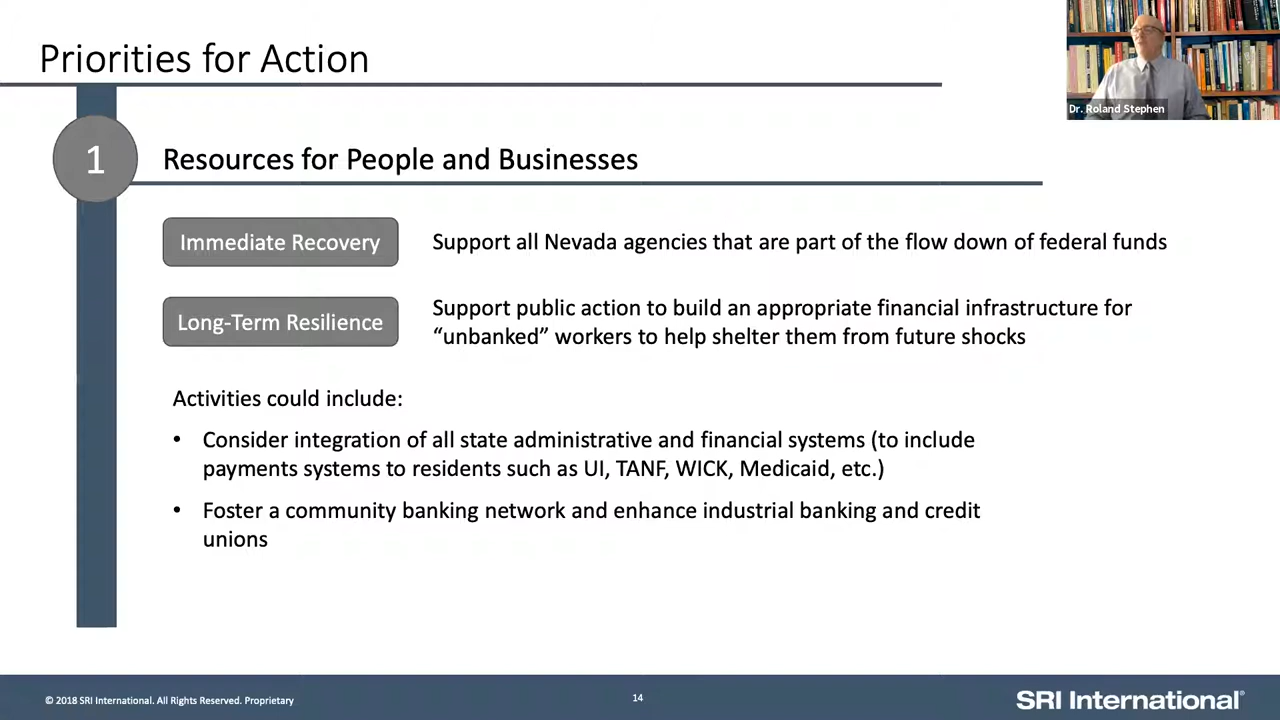 Priorities for Action
Dr. Roland Stephen
1
Resources for People and Businesses
Immediate Recovery
Support all Nevada agencies that are part of the flow down of federal funds
Long-Term Resilience
Support public action to build an appropriate financial infrastructure for
“unbanked” workers to help shelter them from future shocks
Activities could include:
• Consider integration of all state administrative and financial systems (to include
payments systems to residents such as UI, TANF, WICK, Medicaid, etc.)
• Foster a community banking network and enhance industrial banking and credit
unions
© 2018 SRI International. All Rights Reserved. Proprietary
14
SRI International®